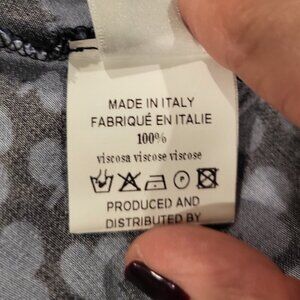 MADE IN ITALY
FABRIQUÉ EN ITALIE
100%
viscosa viscose viscose
PRODUCED AND
DISTRIBUTED BY